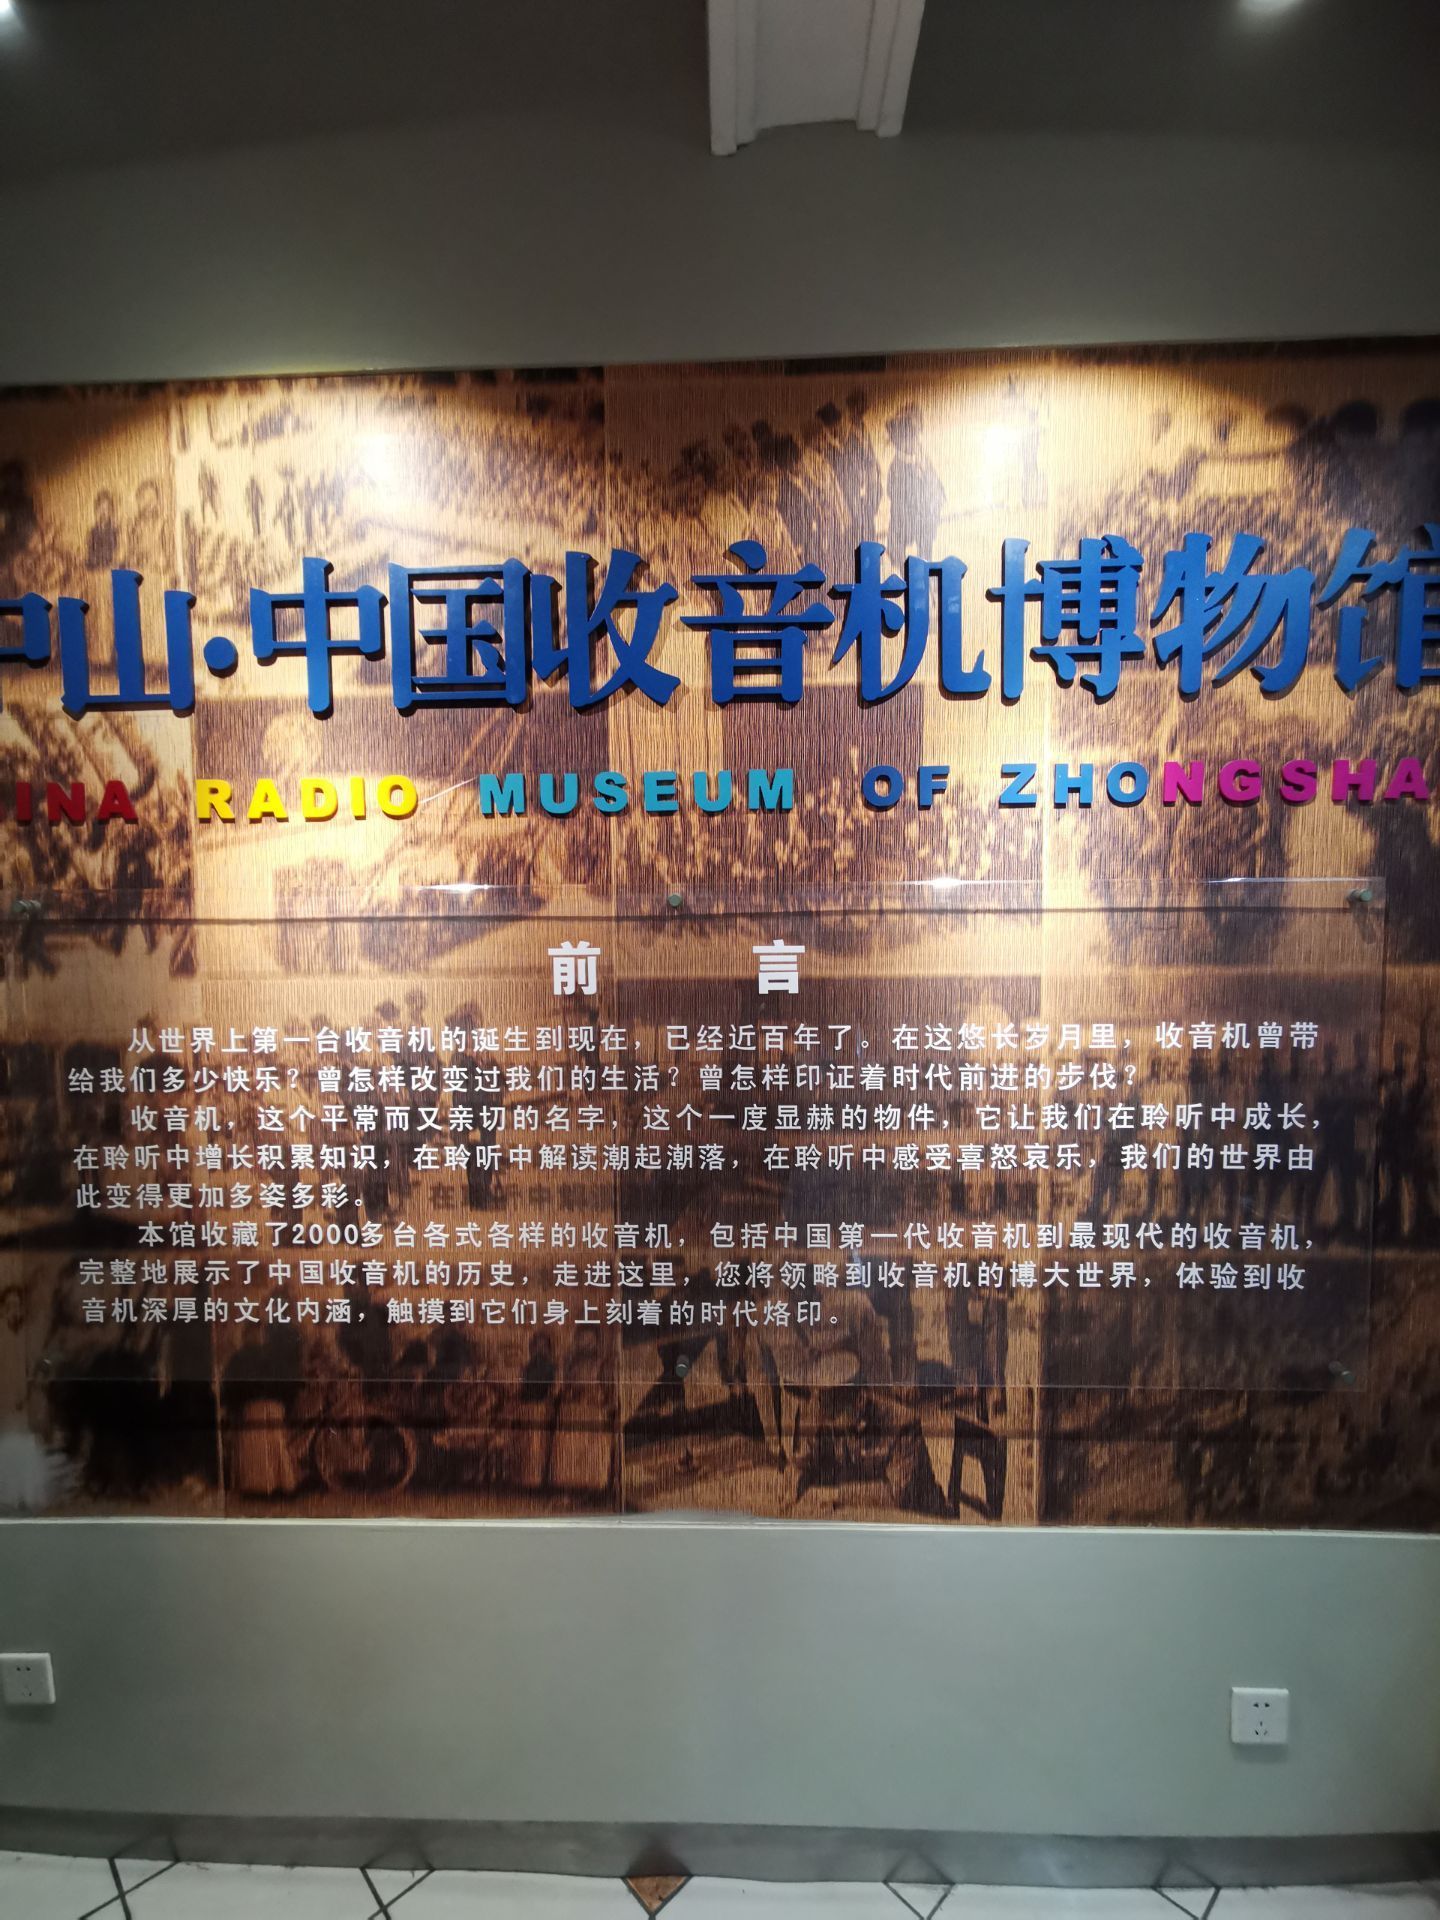 中山·中国收音机博物馆
INA RADIO MUSEUM OF ZHONGSHA
前 言
从世界上第一台收音机的诞生到现在，已经近百年了。在这悠长岁月里，收音机曾带
给我们多少快乐？曾怎样改变过我们的生活？曾怎样印证着时代前进的步伐？
收音机，这个平常而又亲切的名字，这个一度显赫的物件，它让我们在聆听中成长，
在聆听中增长积累知识，在聆听中解读潮起潮落，在聆听中感受喜怒哀乐，我们的世界由
此变得更加多姿多彩。
本馆收藏了2000多台各式各样的收音机，包括中国第一代收音机到最现代的收音机，
完整地展示了中国收音机的历史，走进这里，您将领略到收音机的博大世界，体验到收
音机深厚的文化内涵，触摸到它们身上刻着的时代烙印。